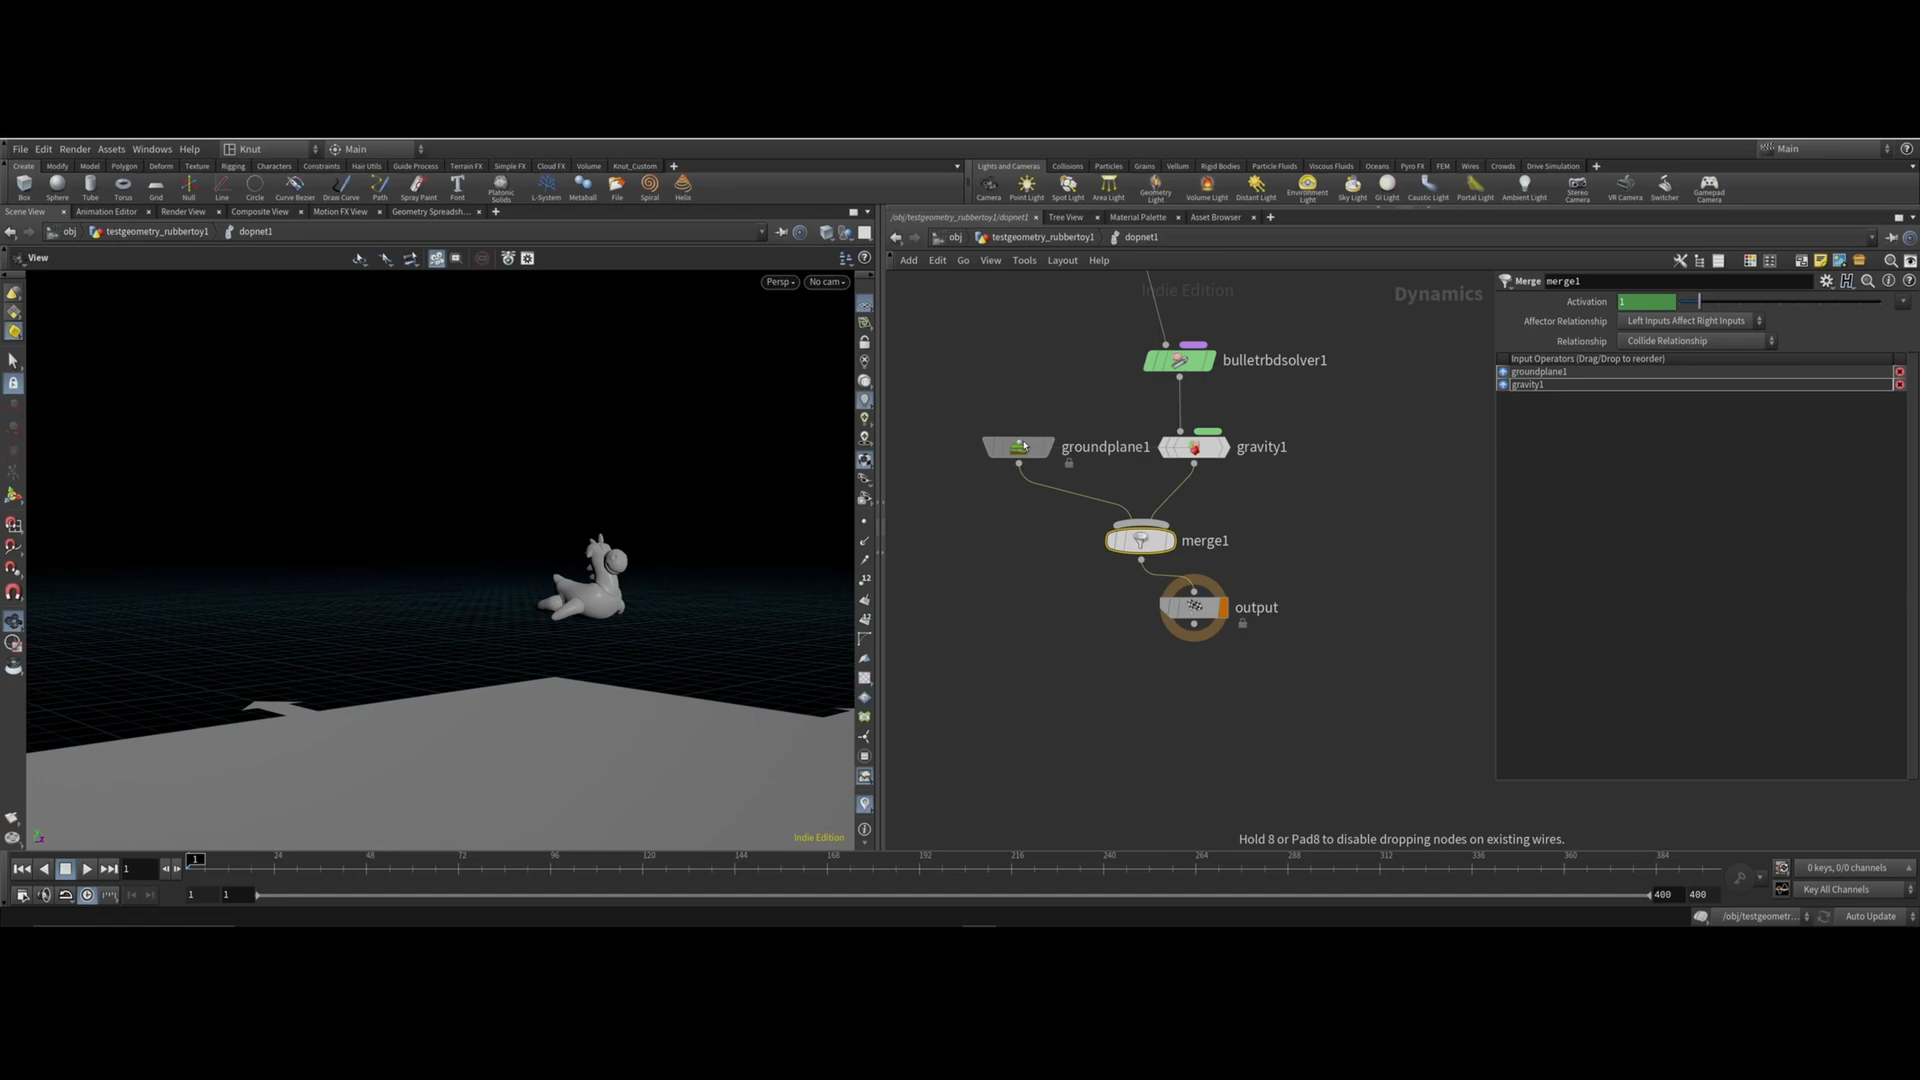 File Edit Render Assets Windows Help Knut Main Main
Create Modify Model Polygon Deform Texture Rigging Characters Constraints Hair Utils Guide Process Terrain FX Simple FX Cloud FX Volume Knut_Custom
Lights and Cameras Collisions Particles Grains Vellum Rigid Bodies Particle Fluids Viscous Fluids Oceans Pyro FX FEM Wires Crowds Drive Simulation
Box Sphere Tube Torus Grid Null Line Circle Curve Bezier Draw Curve Path Spray Paint Font Platonic Solids L-System Metaball File Spiral Helix
Camera Point Light Spot Light Area Light Geometry Light Volume Light Distant Light Environment Light Sky Light GI Light Caustic Light Portal Light Ambient Light Stereo Camera VR Camera Switcher Gamepad Camera
Scene View Animation Editor Render View Composite View Motion FX View Geometry Spreadsh...
/obj/testgeometry_rubbertoy1/dopnet1 Tree View Material Palette Asset Browser
obj testgeometry_rubbertoy1 dopnet1
obj testgeometry_rubbertoy1 dopnet1
View
Add Edit Go View Tools Layout Help
Persp No cam
Indie Edition
Dynamics
Merge merge1
Activation 1
Affector Relationship Left Inputs Affect Right Inputs
Relationship Collide Relationship
Input Operators (Drag/Drop to reorder)
groundplane1
gravity1
bulletrbdsolver1
groundplane1
gravity1
merge1
output
Indie Edition
Hold 8 or Pad8 to disable dropping nodes on existing wires.
1 1 24 48 72 96 120 144 168 192 216 240 264 288 312 336 360 384
0 keys, 0/0 channels
1 1 400 400
Key All Channels
/obj/testgeometr... Auto Update